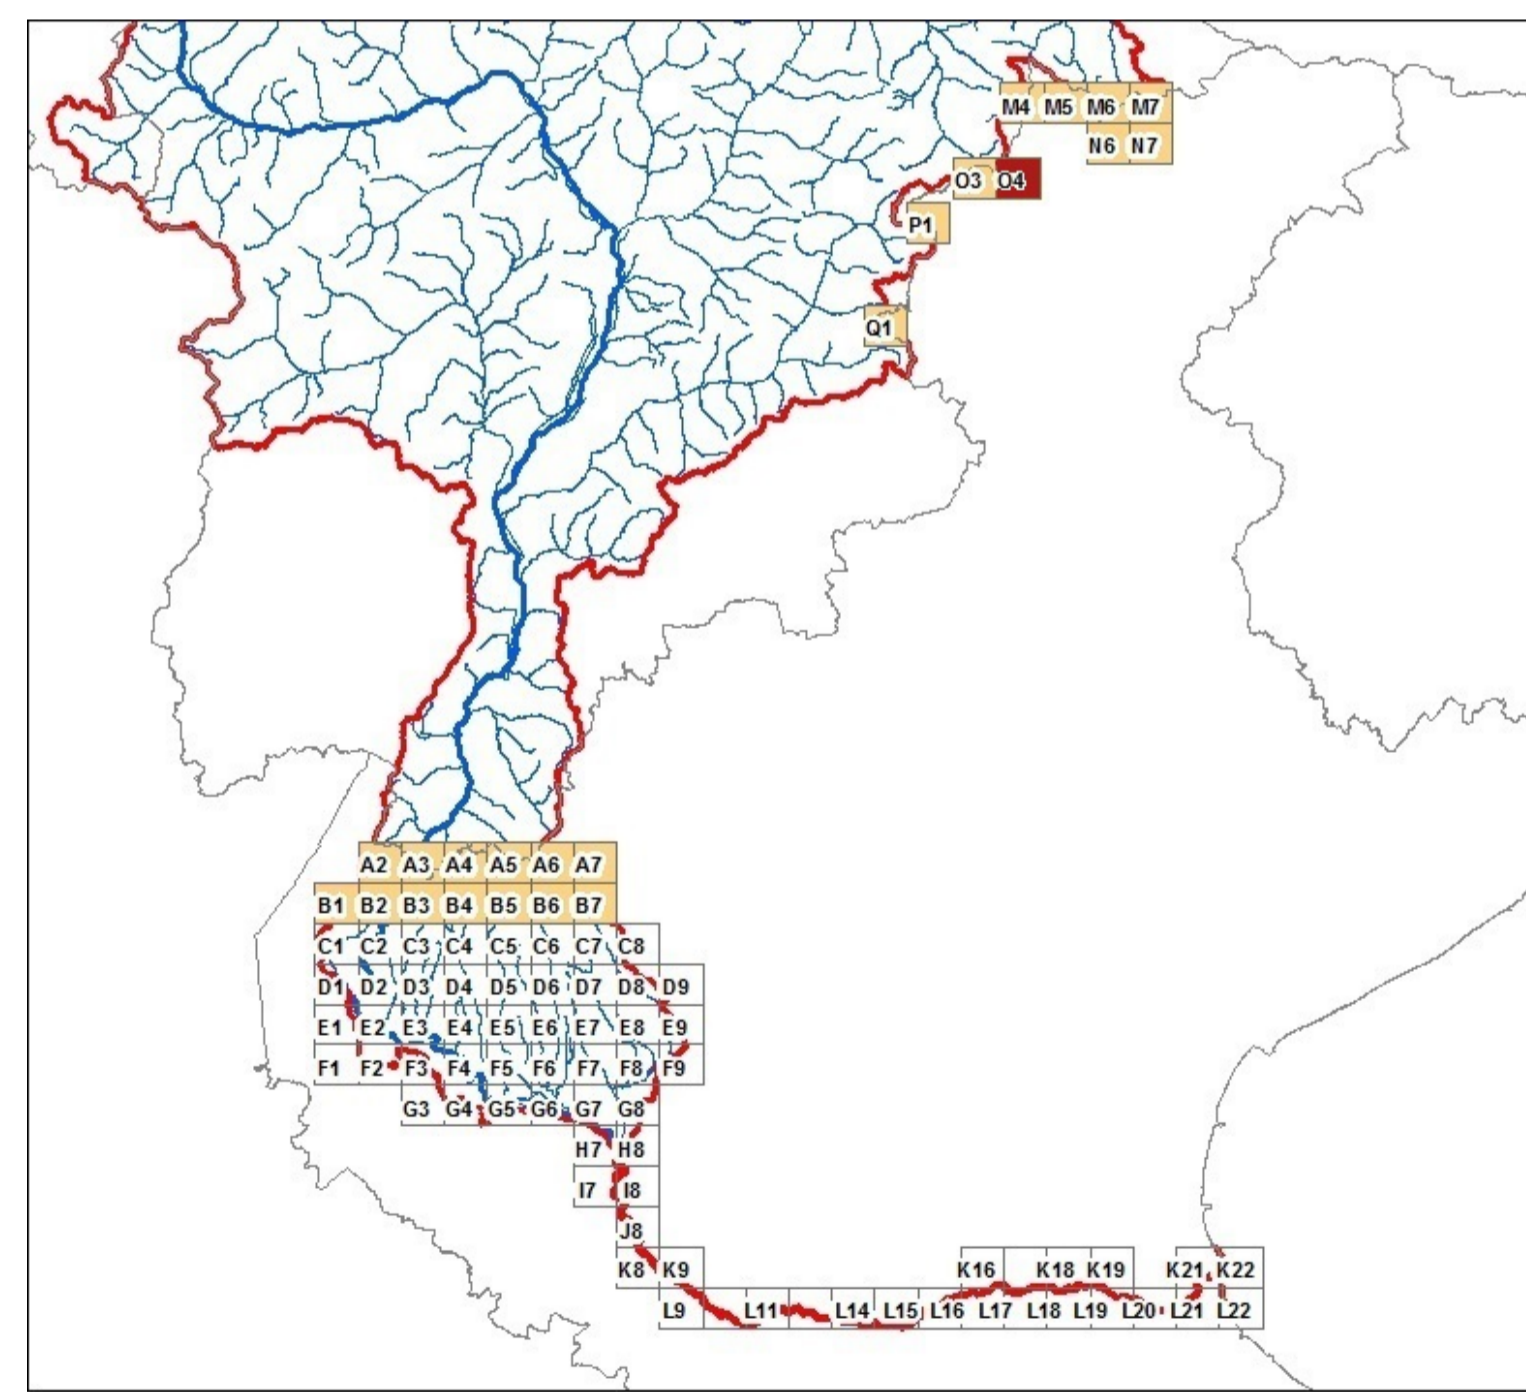 M4 M5 M6 M7
N6 N7
O3 O4
P1
Q1
A2 A3 A4 A5 A6 A7
B1 B2 B3 B4 B5 B6 B7
C1 C2 C3 C4 C5 C6 C7 C8
D1 D2 D3 D4 D5 D6 D7 D8 D9
E1 E2 E3 E4 E5 E6 E7 E8 E9
F1 F2 F3 F4 F5 F6 F7 F8 F9
G3 G4 G5 G6 G7 G8
H7 H8
I7 I8
J8
K8 K9 K16 K18 K19 K21 K22
L9 L11 L14 L15 L16 L17 L18 L19 L20 L21 L22